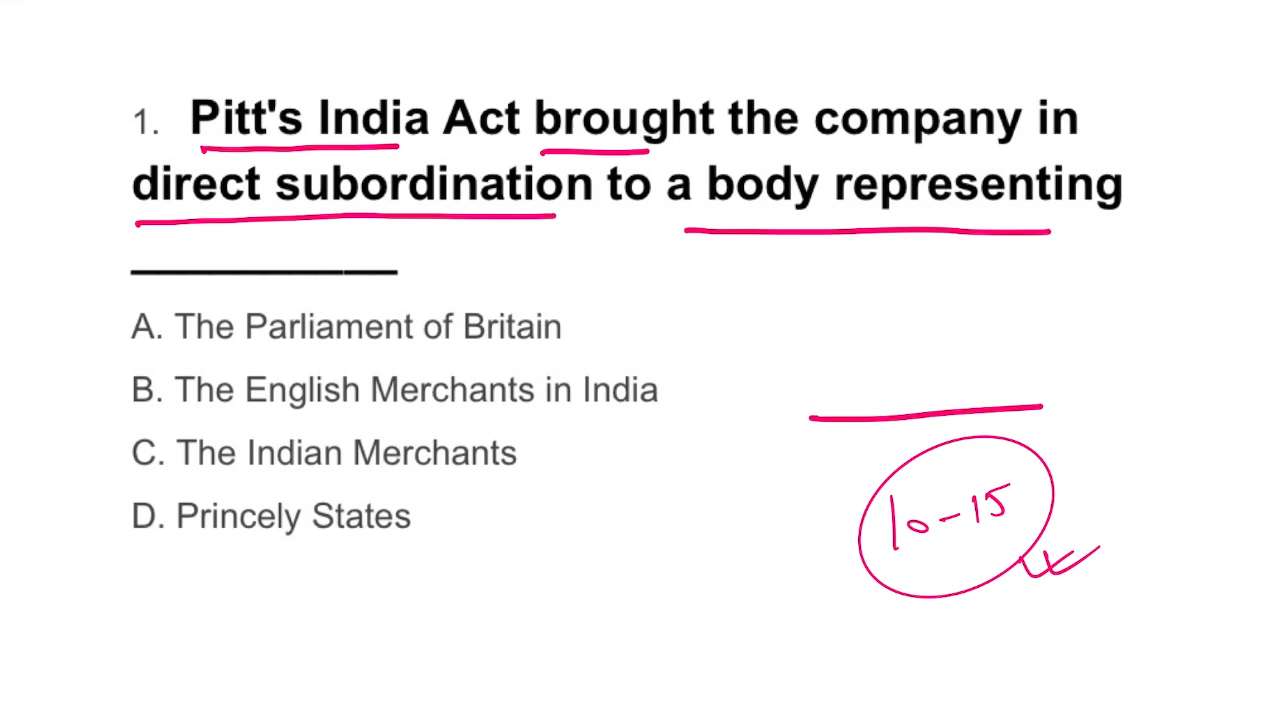 1. Pitt's India Act brought the company in
direct subordination to a body representing
____________
A. The Parliament of Britain
B. The English Merchants in India
C. The Indian Merchants
D. Princely States
10-15